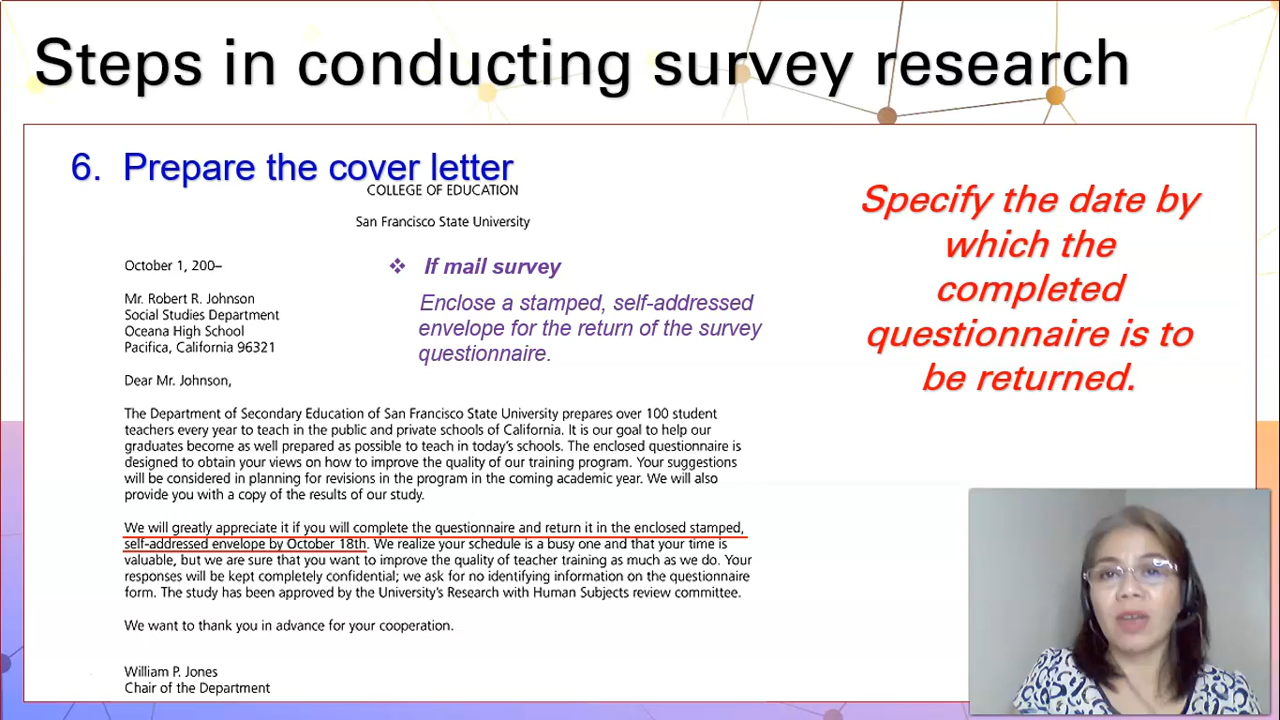 Steps in conducting survey research
6. Prepare the cover letter
COLLEGE OF EDUCATION
San Francisco State University
October 1, 200–
Mr. Robert R. Johnson
Social Studies Department
Oceana High School
Pacifica, California 96321
❖ If mail survey
Enclose a stamped, self-addressed
envelope for the return of the survey
questionnaire.
Specify the date by
which the
completed
questionnaire is to
be returned.
Dear Mr. Johnson,
The Department of Secondary Education of San Francisco State University prepares over 100 student
teachers every year to teach in the public and private schools of California. It is our goal to help our
graduates become as well prepared as possible to teach in today's schools. The enclosed questionnaire is
designed to obtain your views on how to improve the quality of our training program. Your suggestions
will be considered in planning for revisions in the program in the coming academic year. We will also
provide you with a copy of the results of our study.
We will greatly appreciate it if you will complete the questionnaire and return it in the enclosed stamped,
self-addressed envelope by October 18th. We realize your schedule is a busy one and that your time is
valuable, but we are sure that you want to improve the quality of teacher training as much as we do. Your
responses will be kept completely confidential; we ask for no identifying information on the questionnaire
form. The study has been approved by the University's Research with Human Subjects review committee.
We want to thank you in advance for your cooperation.
William P. Jones
Chair of the Department